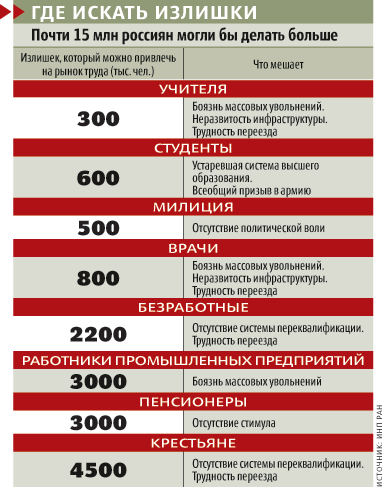 ГДЕ ИСКАТЬ ИЗЛИШКИ
Почти 15 млн россиян могли бы делать больше
Излишек, который можно привлечь
на рынок труда (тыс. чел.)
Что мешает
УЧИТЕЛЯ
300
Боязнь массовых увольнений.
Неразвитость инфраструктуры.
Трудность переезда
СТУДЕНТЫ
600
Устаревшая система высшего
образования.
Всеобщий призыв в армию
МИЛИЦИЯ
500
Отсутствие политической воли
ВРАЧИ
800
Боязнь массовых увольнений.
Неразвитость инфраструктуры.
Трудность переезда
БЕЗРАБОТНЫЕ
2200
Отсутствие системы переквалификации.
Трудность переезда
РАБОТНИКИ ПРОМЫШЛЕННЫХ ПРЕДПРИЯТИЙ
3000
Боязнь массовых увольнений
ПЕНСИОНЕРЫ
3000
Отсутствие стимула
КРЕСТЬЯНЕ
4500
Отсутствие системы переквалификации.
Трудность переезда
ИСТОЧНИК: ИНП РАН